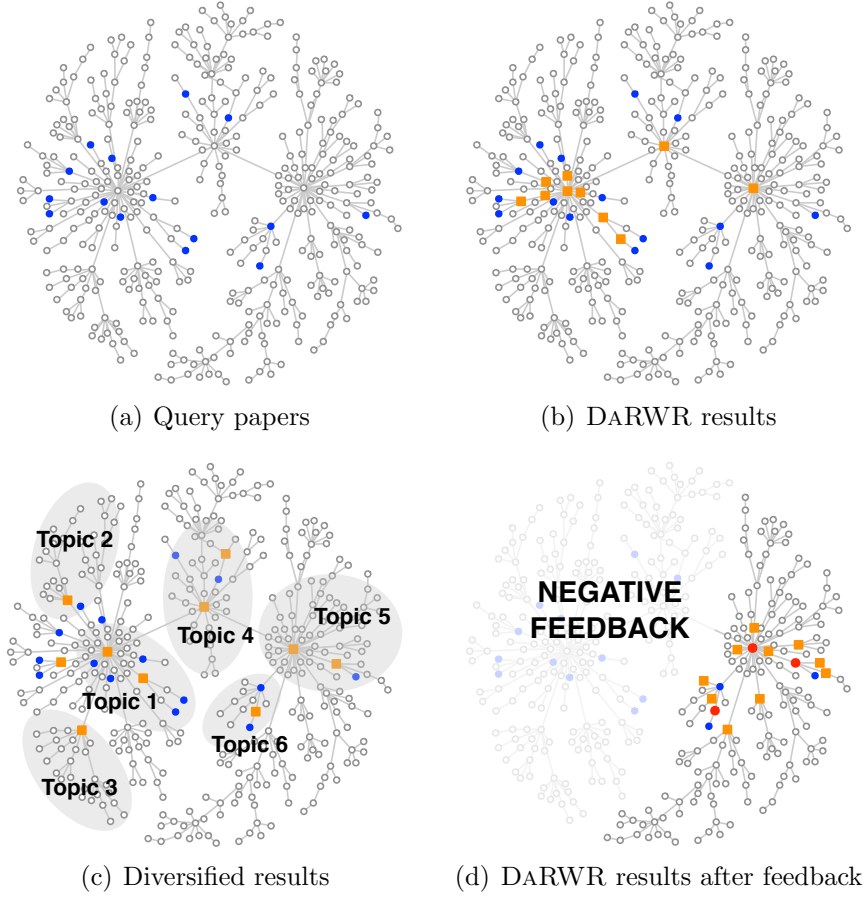 (a) Query papers
(b) DARWR results
Topic 2
Topic 4
Topic 5
Topic 1
Topic 6
Topic 3
NEGATIVE
FEEDBACK
(c) Diversified results
(d) DARWR results after feedback